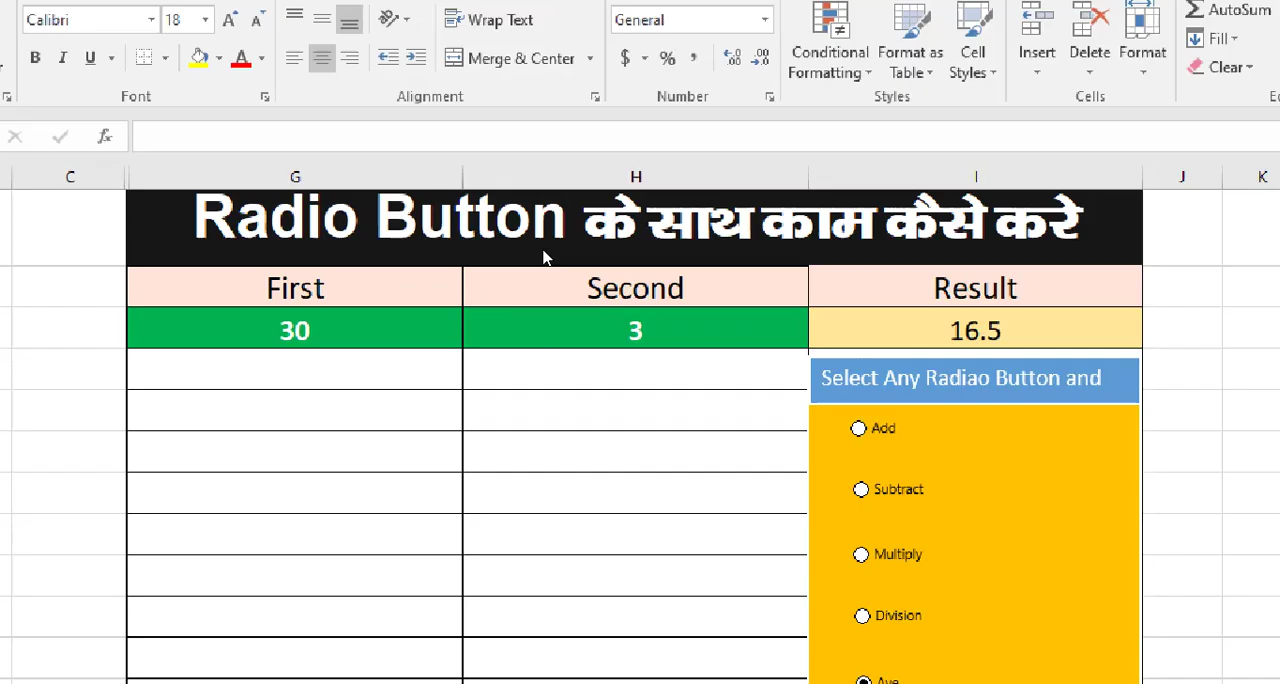 Calibri 18 Wrap Text General AutoSum
B I U Merge & Center $ % , Conditional Formatting Format as Table Cell Styles Insert Delete Format Fill
Clear
Font Alignment Number Styles Cells
fx
C G H I J K
Radio Button के साथ काम कैसे करे
First Second Result
30 3 16.5
Select Any Radiao Button and
Add
Subtract
Multiply
Division
Ave